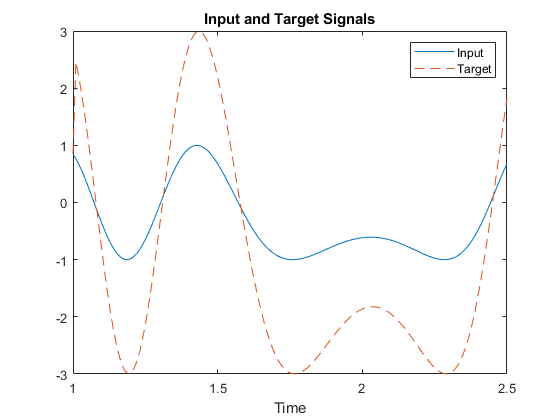 Input and Target Signals
3
2
1
0
-1
-2
-3
Input
Target
1
1.5
2
2.5
Time